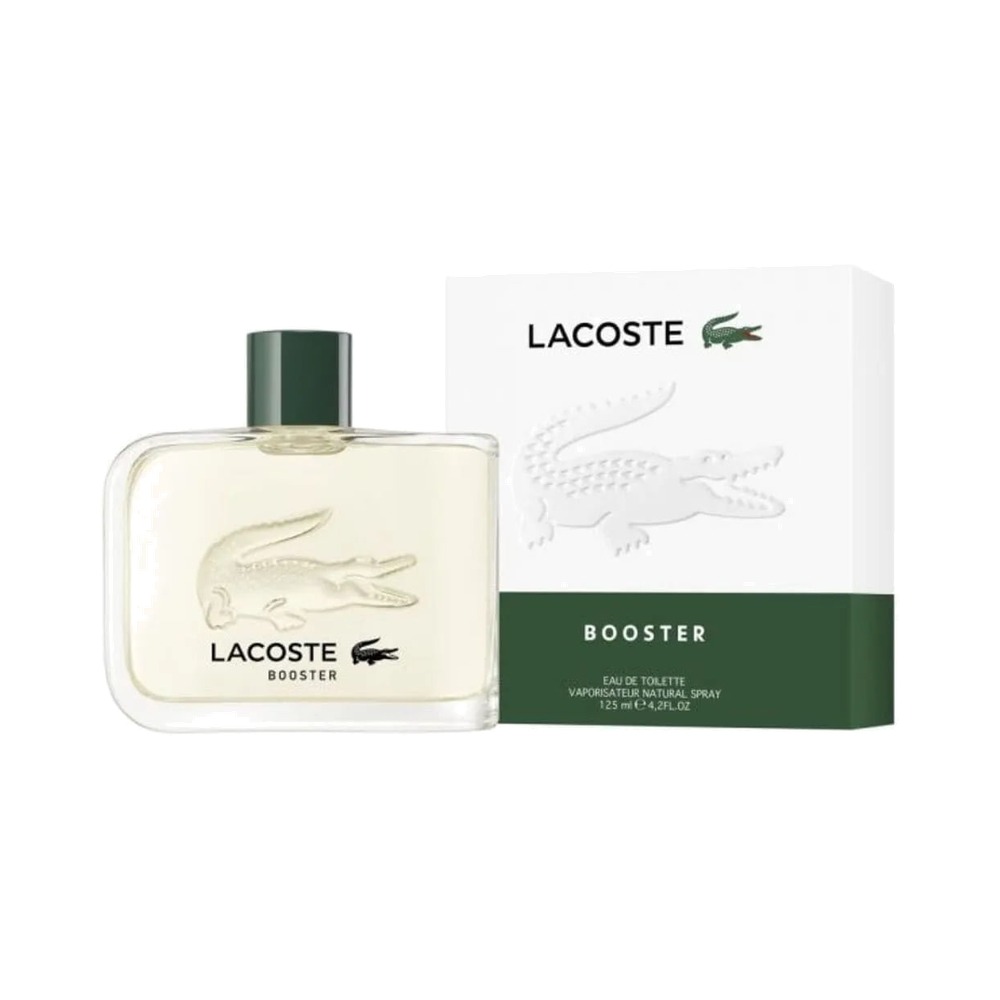 LACOSTE
BOOSTER
LACOSTE
BOOSTER
EAU DE TOILETTE
VAPORISATEUR NATURAL SPRAY
125 ml ℮ 4,2FL.OZ